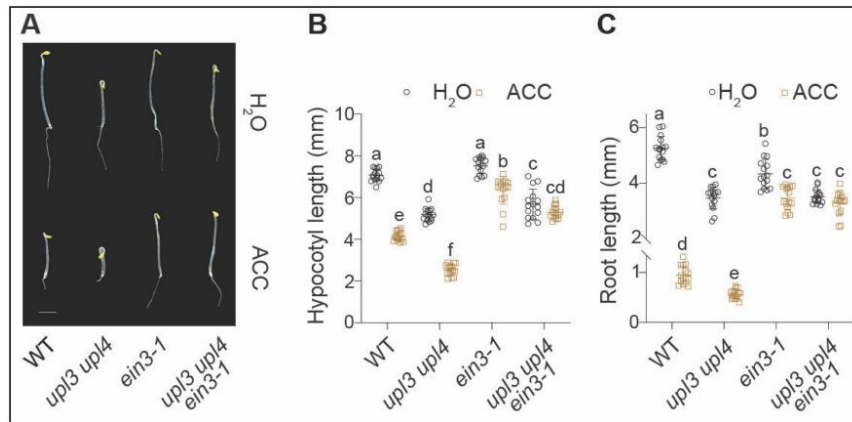 A
H₂O
ACC
WT
upl3 upl4
ein3-1
upl3 upl4
ein3-1
B
H₂O ACC
Hypocotyl length (mm)
10
8
6
4
2
0
a
e
d
f
a
b
c
cd
WT
upl3 upl4
ein3-1
upl3 upl4
ein3-1
C
H₂O ACC
Root length (mm)
6
4
2
1
0
a
d
c
e
b
c
c
c
WT
upl3 upl4
ein3-1
upl3 upl4
ein3-1